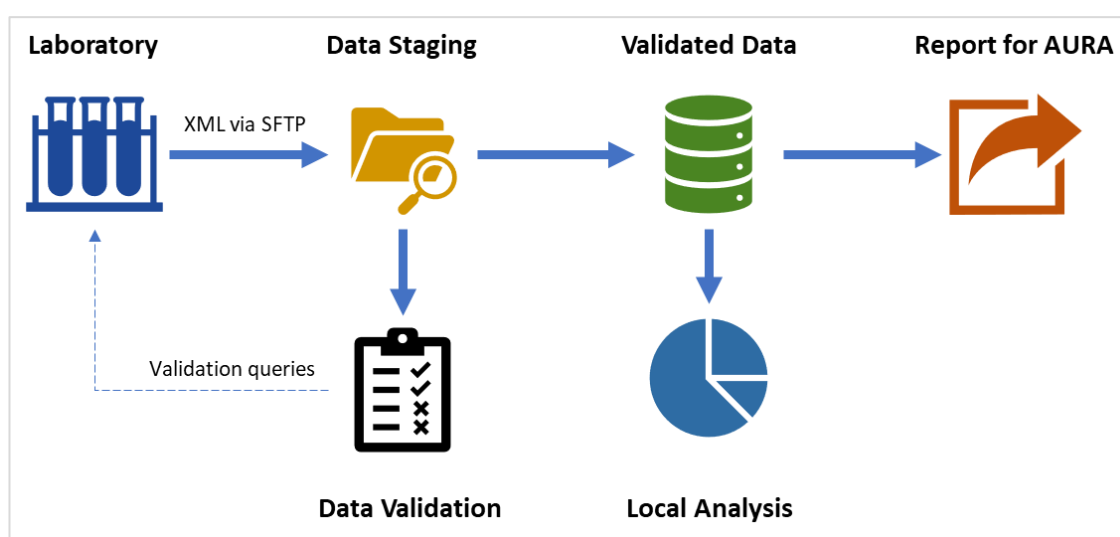 Laboratory
Data Staging
Validated Data
Report for AURA
XML via SFTP
Validation queries
Data Validation
Local Analysis